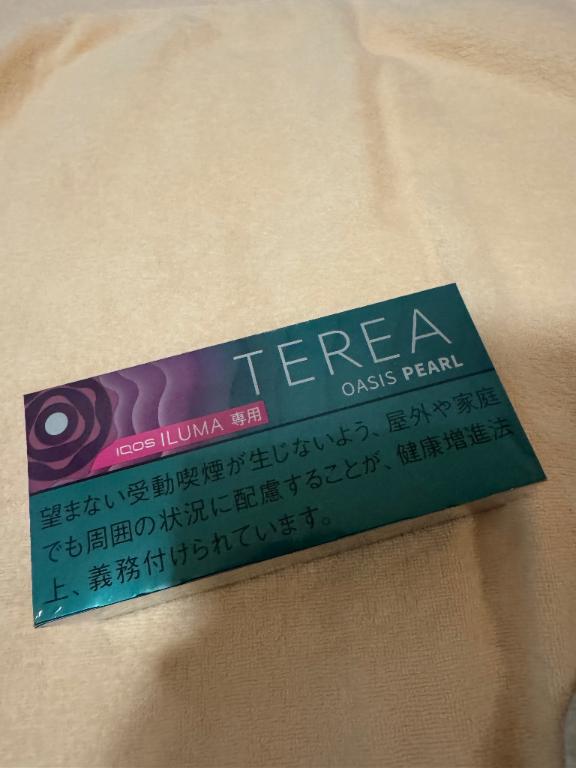 TEREA
OASIS PEARL
IQOS ILUMA 専用
望まない受動喫煙が生じないよう、屋外や家庭
でも周囲の状況に配慮することが、健康増進法
上、義務付けられています。